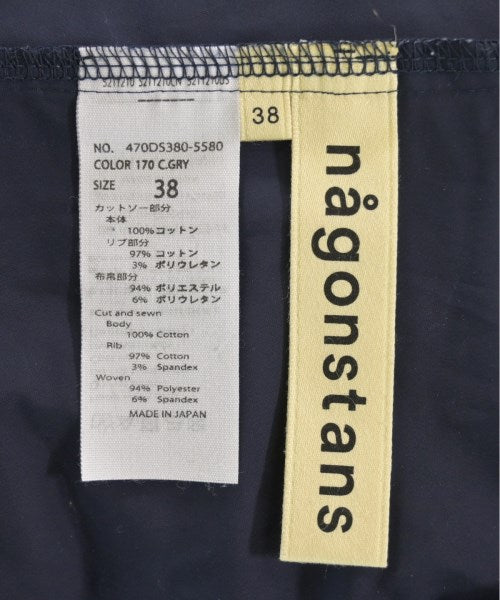 NO. 470DS380-5580
COLOR 170 C.GRY
SIZE 38
カットソー部分
本体
100% コットン
リブ部分
97% コットン
3% ポリウレタン
布帛部分
94% ポリエステル
6% ポリウレタン
Cut and sewn
Body
100% Cotton
Rib
97% Cotton
3% Spandex
Woven
94% Polyester
6% Spandex
MADE IN JAPAN
38
någonstans